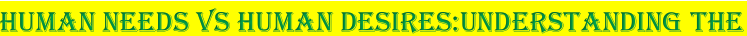 HUMAN NEEDS VS HUMAN DESIRES:UNDERSTANDING THE